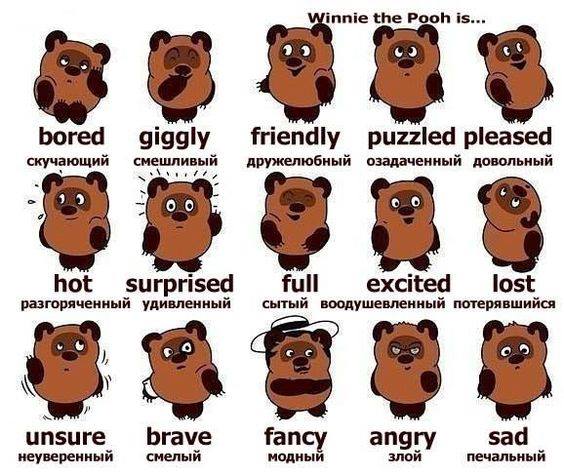 Winnie the Pooh is...
bored giggly friendly puzzled pleased
скучающий смешливый дружелюбный озадаченный довольный
hot surprised full excited lost
разгоряченный удивленный сытый воодушевленный потерявшийся
unsure brave fancy angry sad
неуверенный смелый модный злой печальный